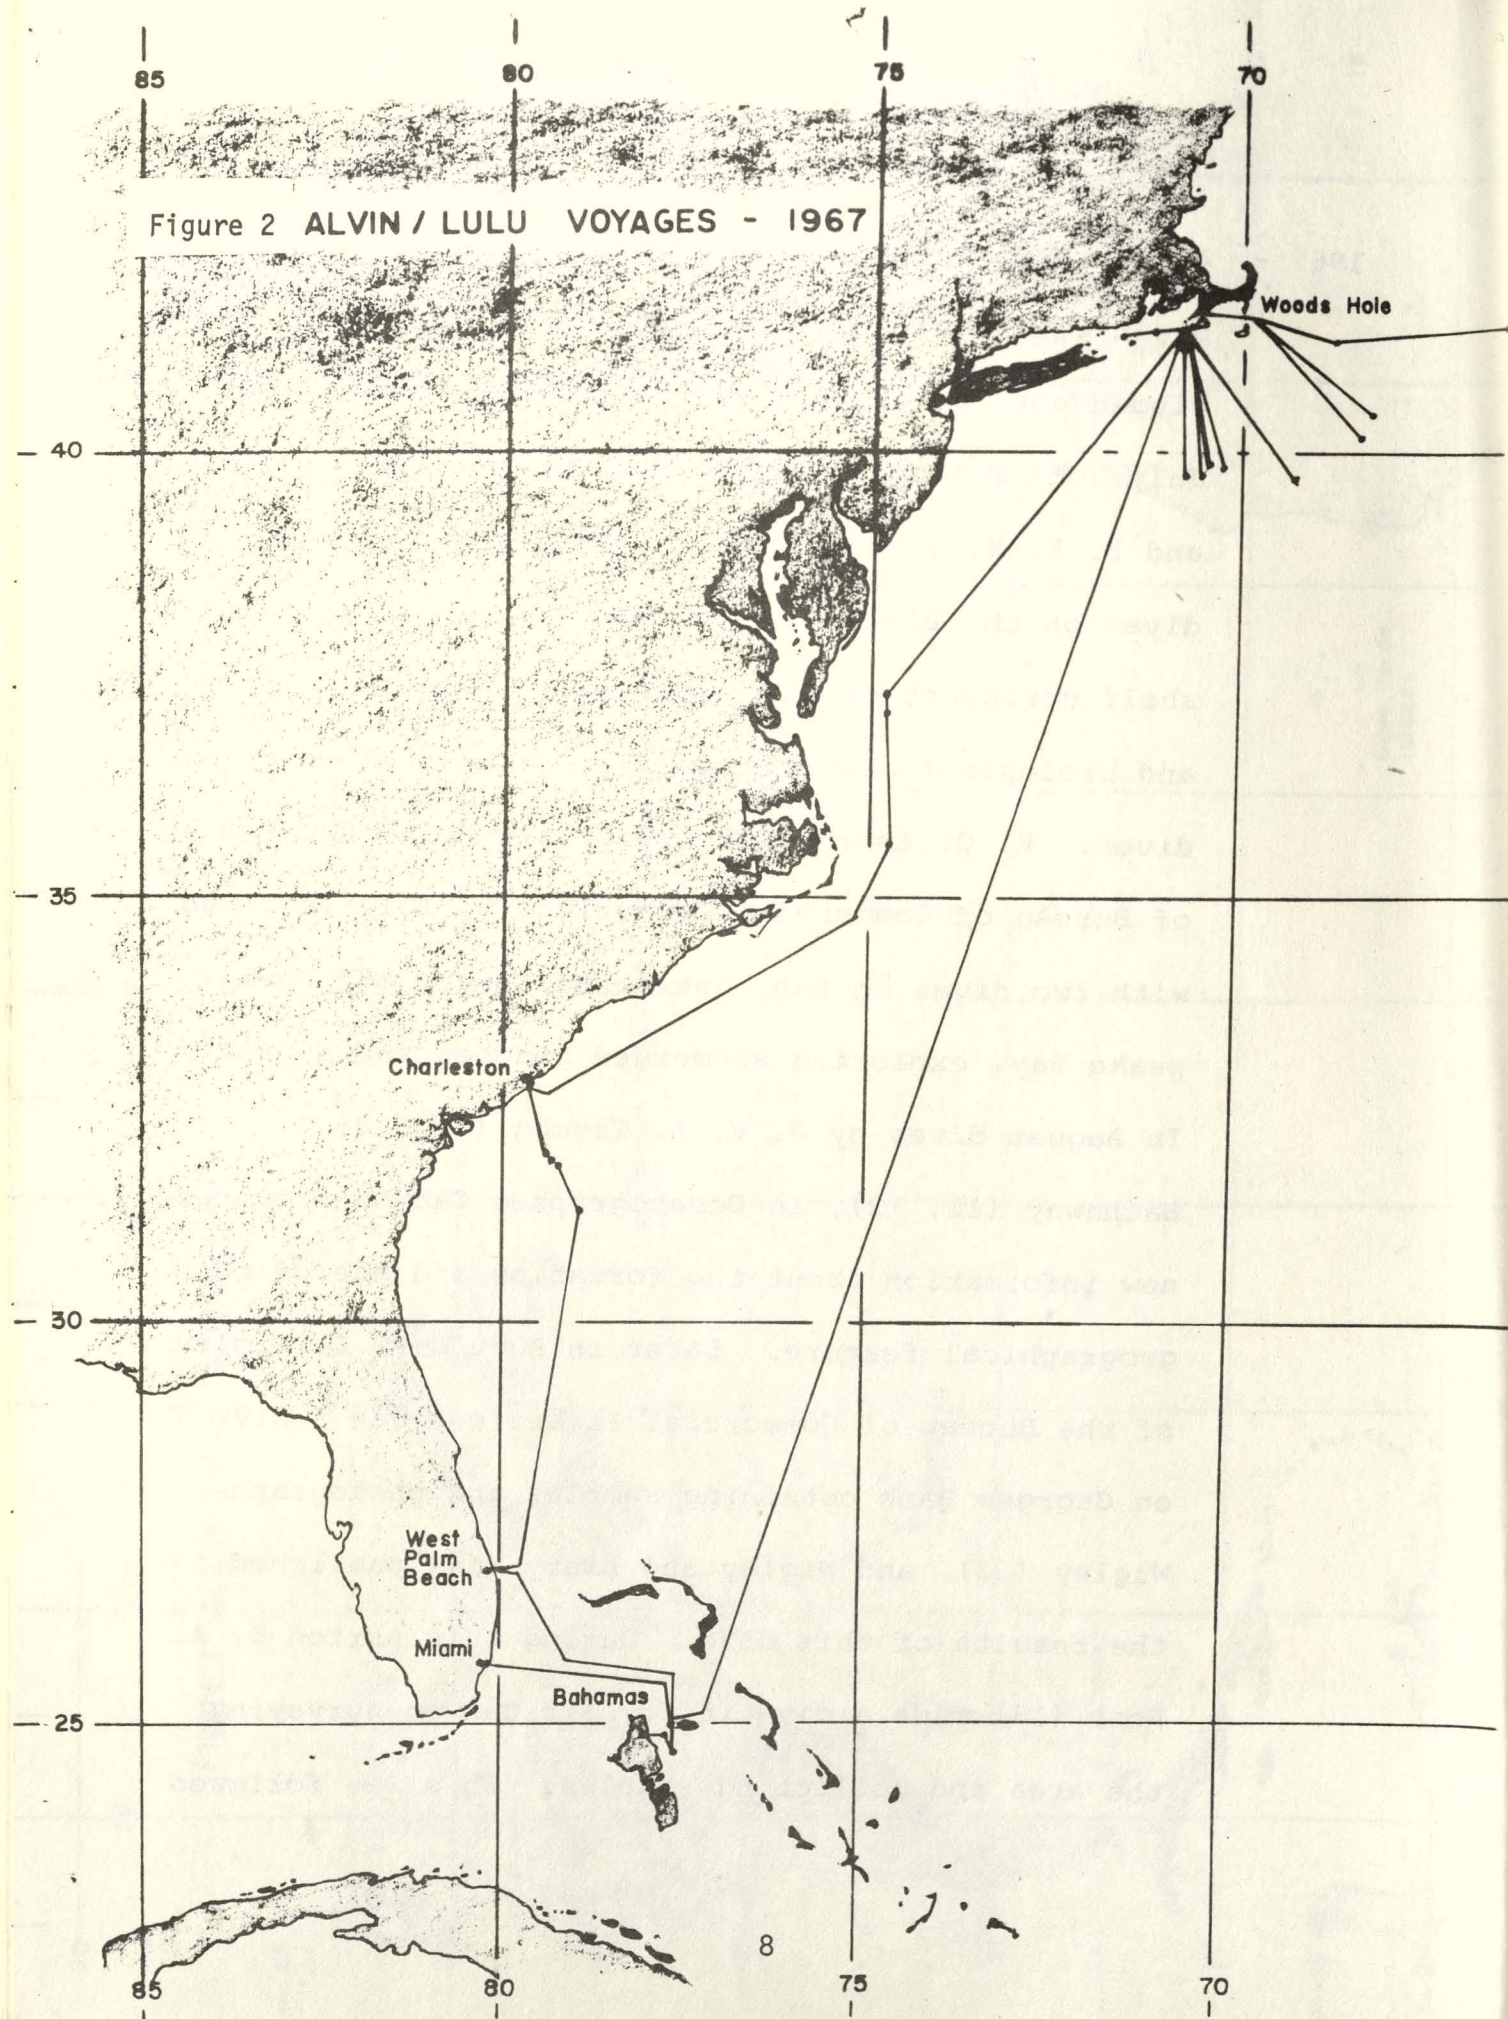 85 80 75 70
Figure 2 ALVIN / LULU VOYAGES - 1967
Woods Hole
40
35
Charleston
30
West
Palm
Beach
Miami
Bahamas
25
8
85 80 75 70